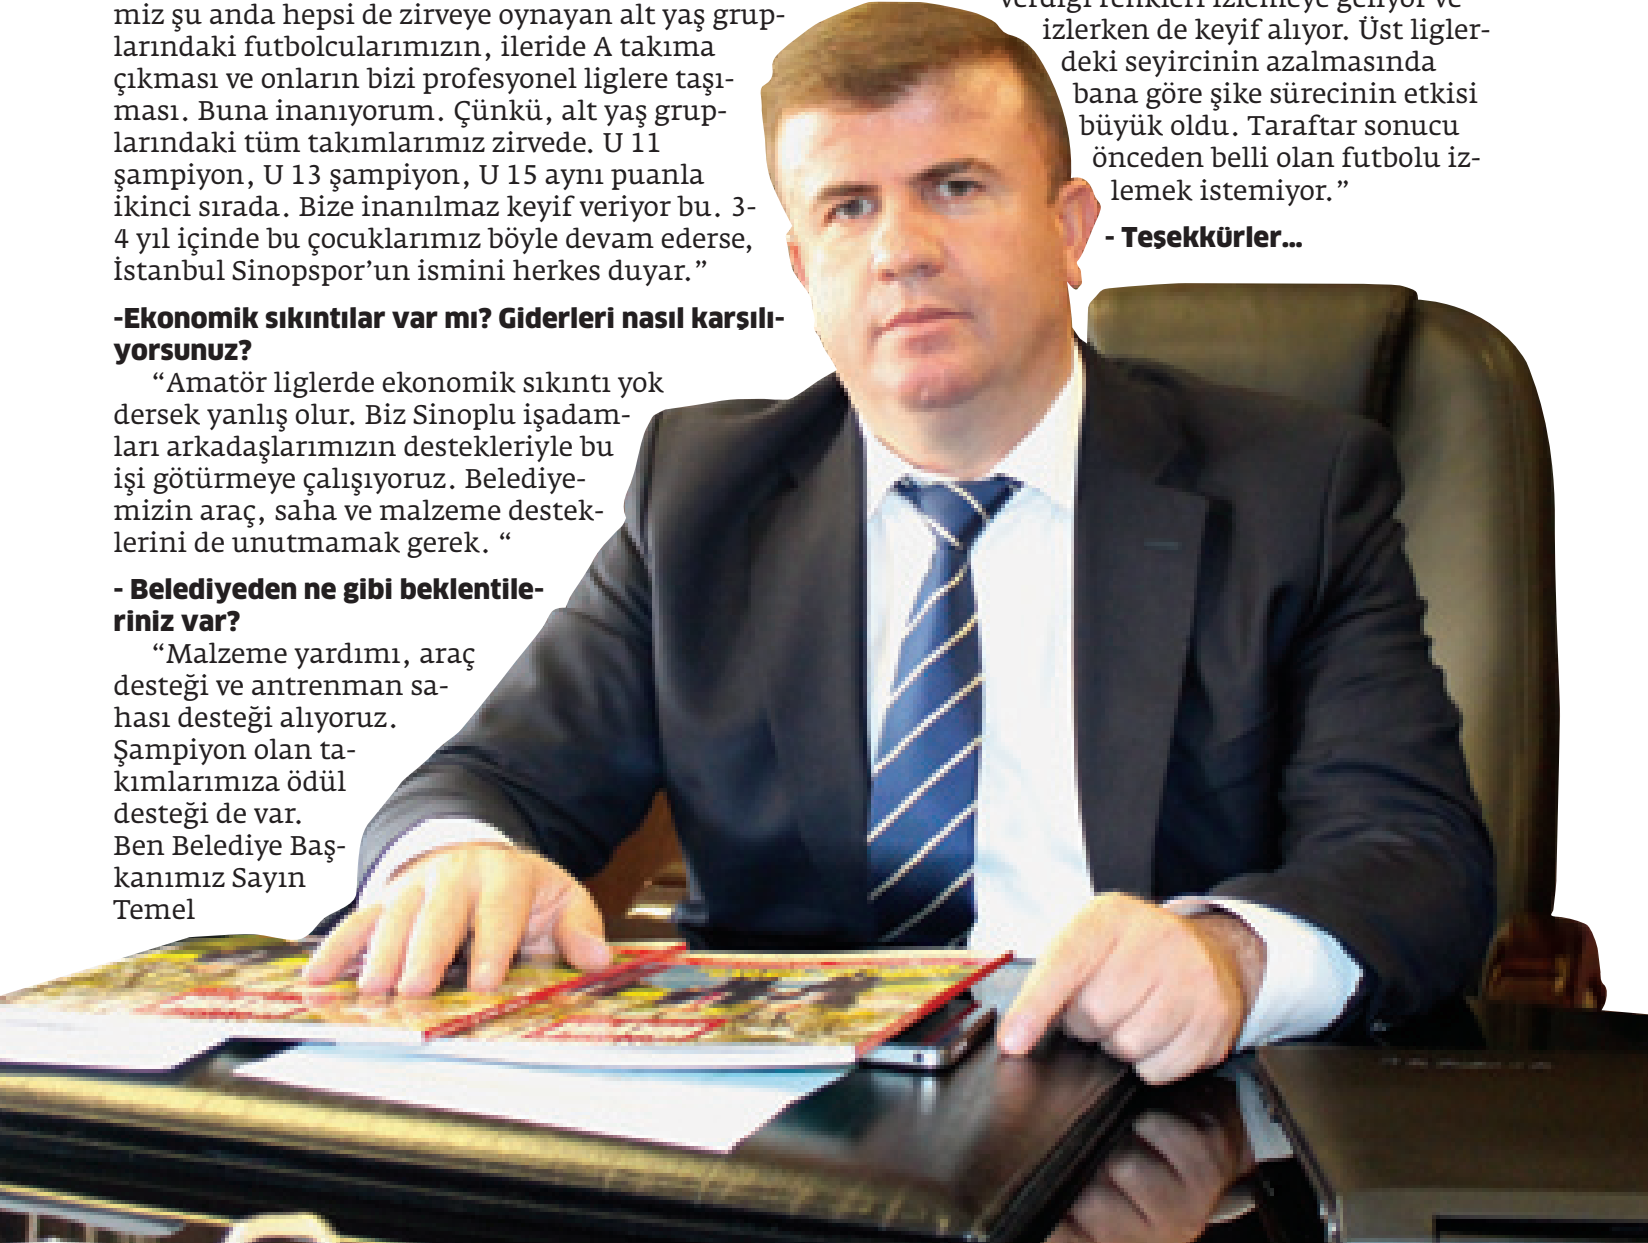 miz şu anda hepsi de zirveye oynayan alt yaş grup-
larındaki futbolcularımızın, ileride A takıma
çıkması ve onların bizi profesyonel liglere taşı-
ması. Buna inanıyorum. Çünkü, alt yaş grup-
larındaki tüm takımlarımız zirvede. U 11
şampiyon, U 13 şampiyon, U 15 aynı puanla
ikinci sırada. Bize inanılmaz keyif veriyor bu. 3-
4 yıl içinde bu çocuklarımız böyle devam ederse,
İstanbul Sinopspor’un ismini herkes duyar.”
-Ekonomik sıkıntılar var mı? Giderleri nasıl karşılı-
yorsunuz?
“Amatör liglerde ekonomik sıkıntı yok
dersek yanlış olur. Biz Sinoplu işadam-
ları arkadaşlarımızın destekleriyle bu
işi götürmeye çalışıyoruz. Belediye-
mizin araç, saha ve malzeme destek-
lerini de unutmamak gerek. “
- Belediyeden ne gibi beklentile-
riniz var?
“Malzeme yardımı, araç
desteği ve antrenman sa-
hası desteği alıyoruz.
Şampiyon olan ta-
kımlarımıza ödül
desteği de var.
Ben Belediye Baş-
kanımız Sayın
Temel
verdiği renkleri izlemeye geliyor ve
izlerken de keyif alıyor. Üst ligler-
deki seyircinin azalmasında
bana göre şike sürecinin etkisi
büyük oldu. Taraftar sonucu
önceden belli olan futbolu iz-
lemek istemiyor.”
- Teşekkürler...